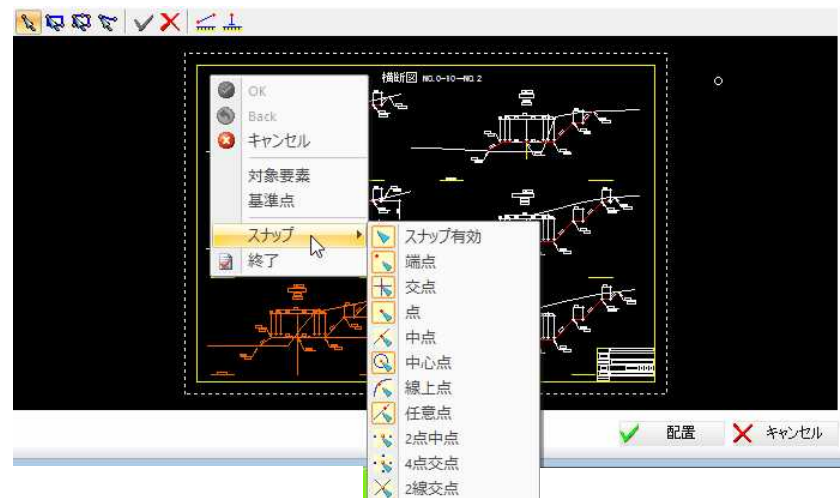 横断図 NO.0-10-NO.2
OK
Back
キャンセル
対象要素
基準点
スナップ
終了
スナップ有効
端点
交点
点
中点
中心点
線上点
任意点
2点中点
4点交点
2線交点
配置
キャンセル